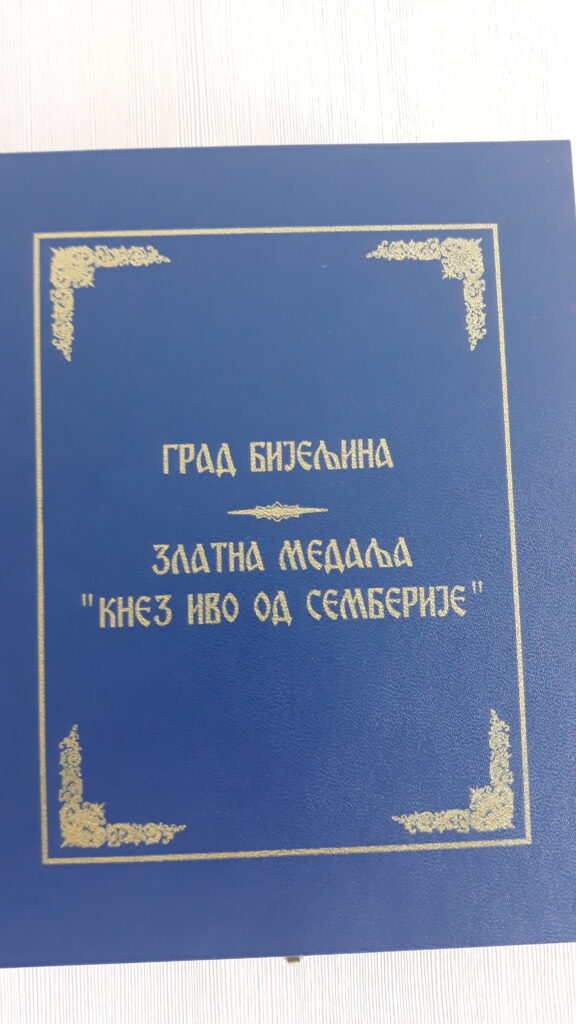 ГРАД БИЈЕЉИНА
ЗЛАТНА МЕДАЉА
"КНЕЗ ИВО ОД СЕМБЕРИЈЕ"